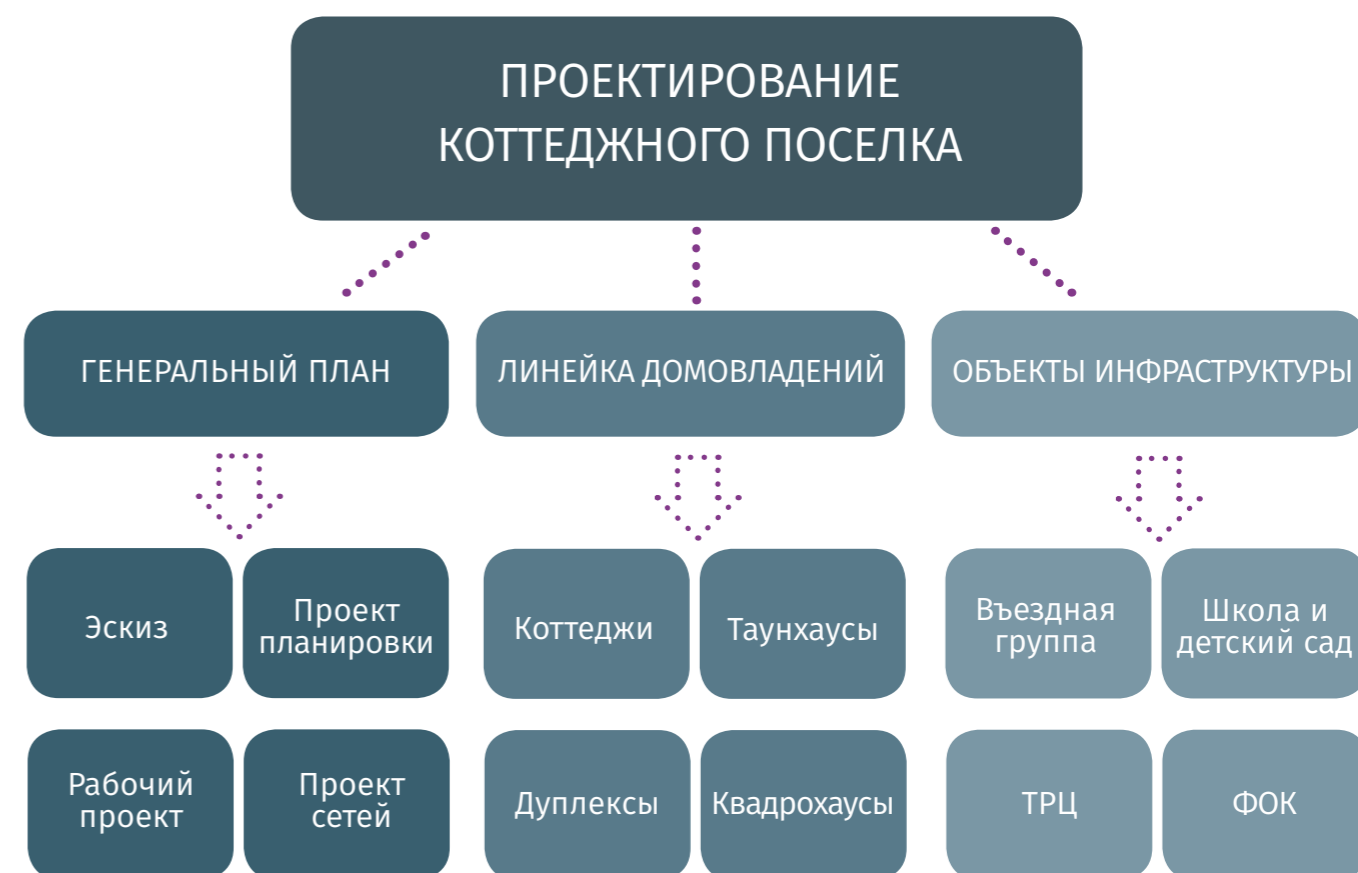 ПРОЕКТИРОВАНИЕ
КОТТЕДЖНОГО ПОСЕЛКА
ГЕНЕРАЛЬНЫЙ ПЛАН
ЛИНЕЙКА ДОМОВЛАДЕНИЙ
ОБЪЕКТЫ ИНФРАСТРУКТУРЫ
Эскиз
Проект
планировки
Коттеджи
Таунхаусы
Въездная
группа
Школа и
детский сад
Рабочий
проект
Проект
сетей
Дуплексы
Квадрохаусы
ТРЦ
ФОК